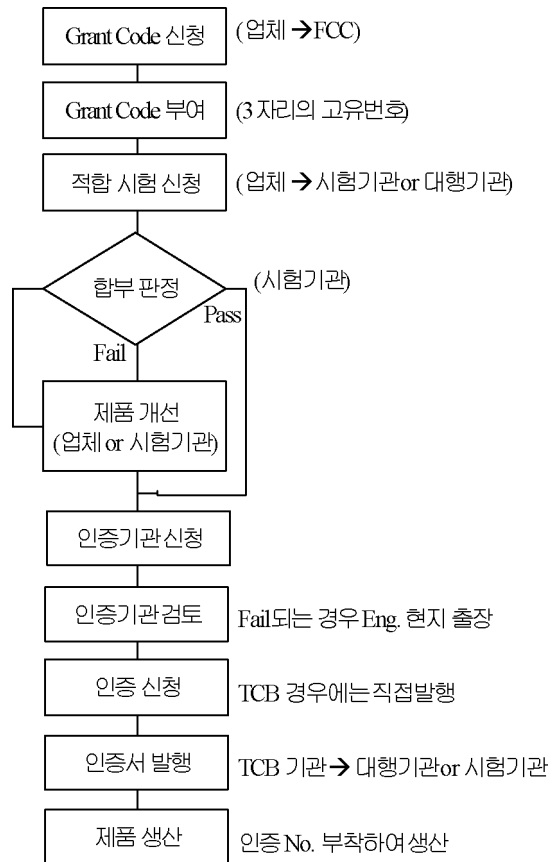 Grant Code 신청 (업체 →FCC)
Grant Code 부여 (3 자리의 고유번호)
적합 시험 신청 (업체 → 시험기관 or 대행기관)
합부 판정 (시험기관)
Pass
Fail
제품 개선
(업체 or 시험기관)
인증기관 신청
인증기관 검토 Fail되는 경우 Eng. 현지 출장
인증 신청 TCB 경우에는 직접발행
인증서 발행 TCB 기관 → 대행기관 or 시험기관
제품 생산 인증 No. 부착하여 생산